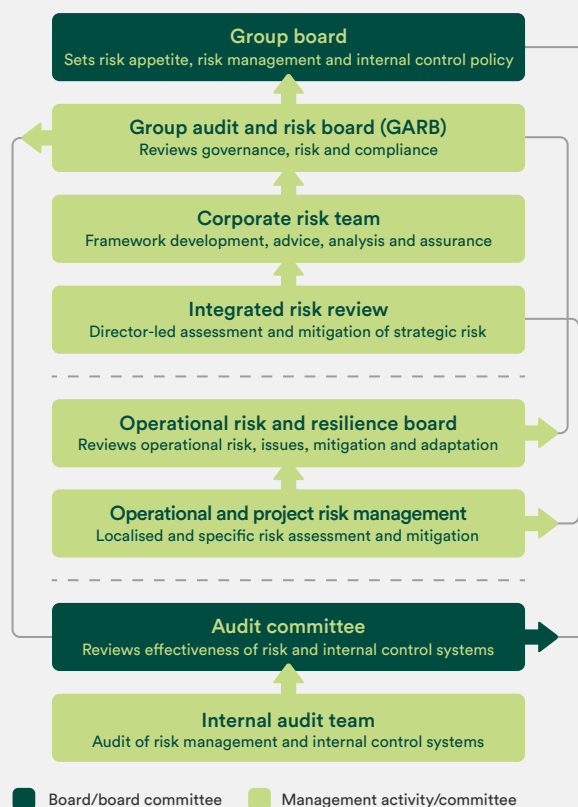 Group board
Sets risk appetite, risk management and internal control policy
Group audit and risk board (GARB)
Reviews governance, risk and compliance
Corporate risk team
Framework development, advice, analysis and assurance
Integrated risk review
Director-led assessment and mitigation of strategic risk
Operational risk and resilience board
Reviews operational risk, issues, mitigation and adaptation
Operational and project risk management
Localised and specific risk assessment and mitigation
Audit committee
Reviews effectiveness of risk and internal control systems
Internal audit team
Audit of risk management and internal control systems
Board/board committee
Management activity/committee